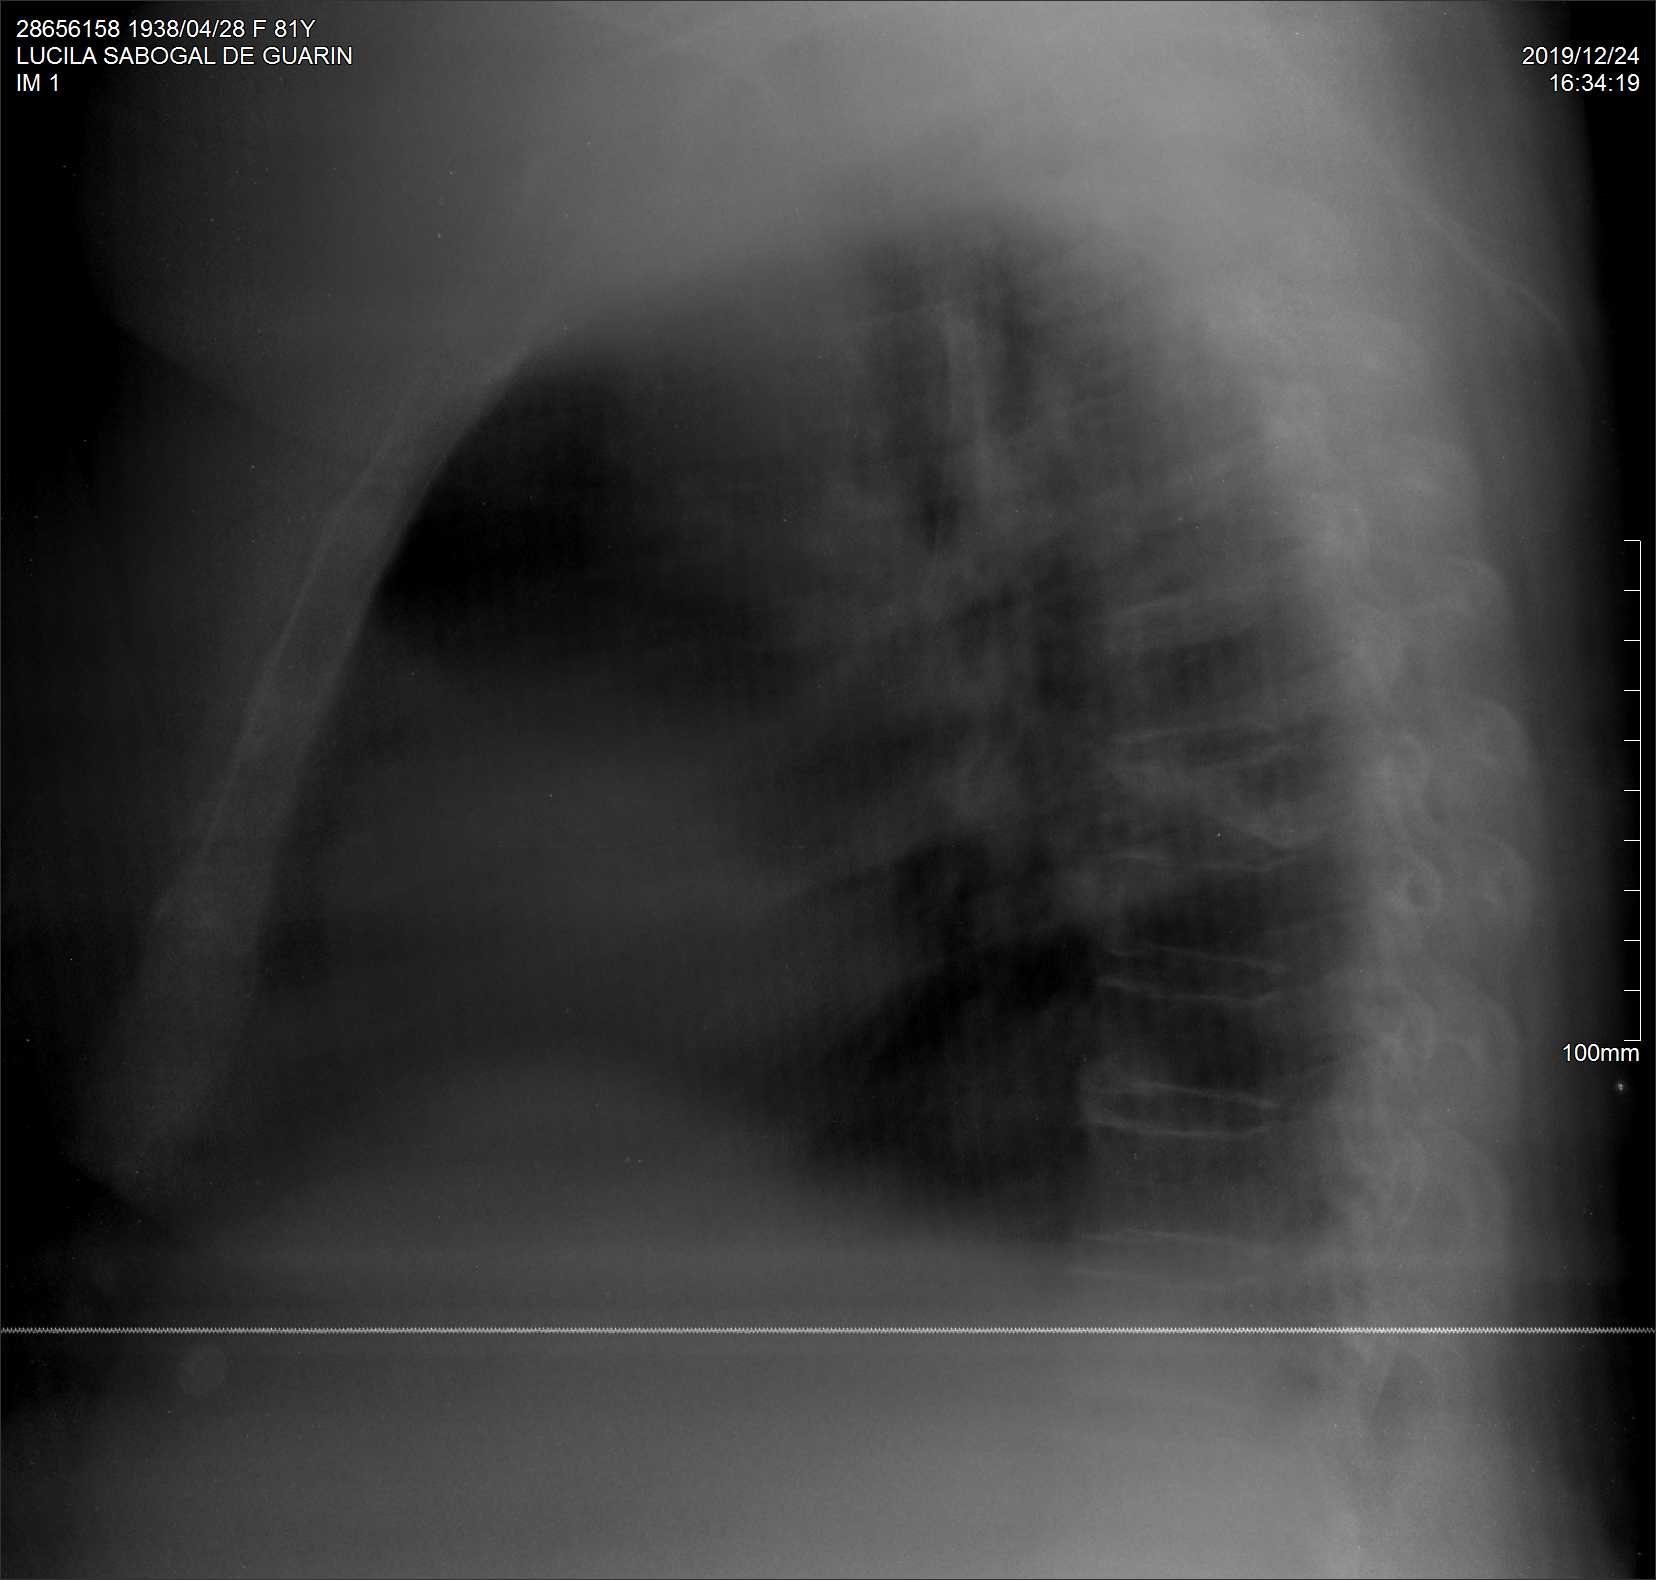 28656158 1938/04/28 F 81Y
LUCILA SABOGAL DE GUARIN
IM 1
2019/12/24
16:34:19
100mm